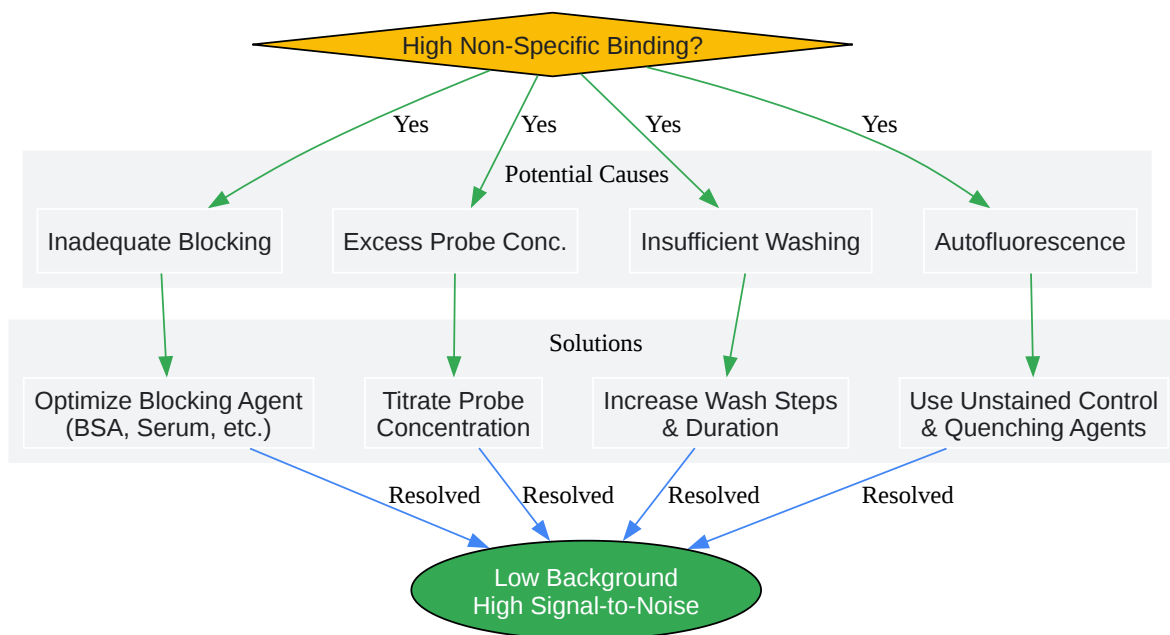 High Non-Specific Binding?
Yes
Yes
Yes
Yes
Potential Causes
Inadequate Blocking
Excess Probe Conc.
Insufficient Washing
Autofluorescence
Solutions
Optimize Blocking Agent
(BSA, Serum, etc.)
Titrate Probe
Concentration
Increase Wash Steps
& Duration
Use Unstained Control
& Quenching Agents
Resolved
Resolved
Resolved
Resolved
Low Background
High Signal-to-Noise